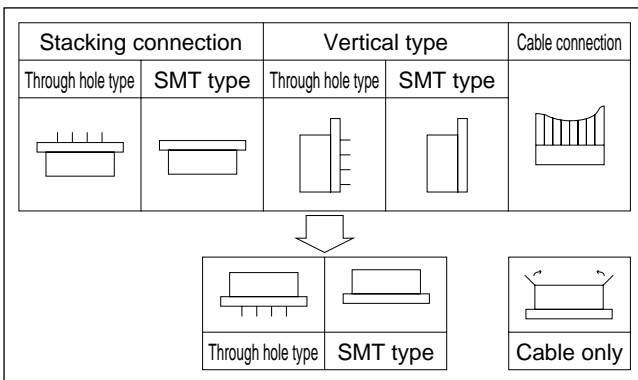 Stacking connection Vertical type Cable connection
Through hole type SMT type Through hole type SMT type
Through hole type SMT type Cable only